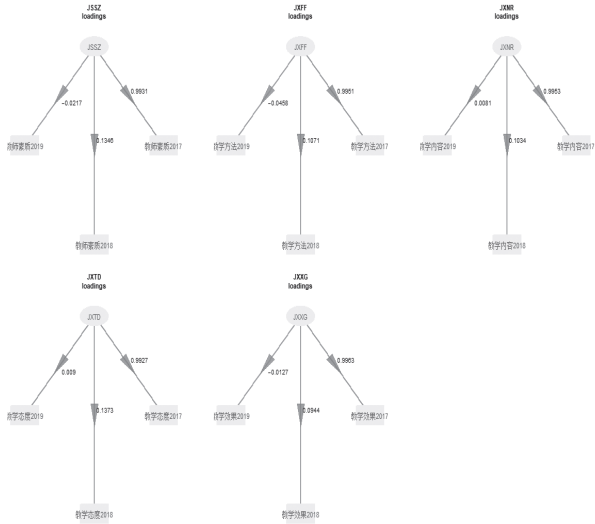 JSSZ
loadings
JXFF
loadings
JXNR
loadings
JSSZ
JXFF
JXNR
0.9931
−0.0217
0.1346
0.9951
−0.0458
0.1071
0.9953
0.0081
0.1034
教师素质2019
教师素质2017
教学方法2019
教学方法2017
教学内容2019
教学内容2017
教师素质2018
教学方法2018
教学内容2018
JXTD
loadings
JXXG
loadings
JXTD
JXXG
0.9927
0.009
0.1373
0.9963
−0.0127
0.0944
教学态度2019
教学态度2017
教学效果2019
教学效果2017
教学态度2018
教学效果2018